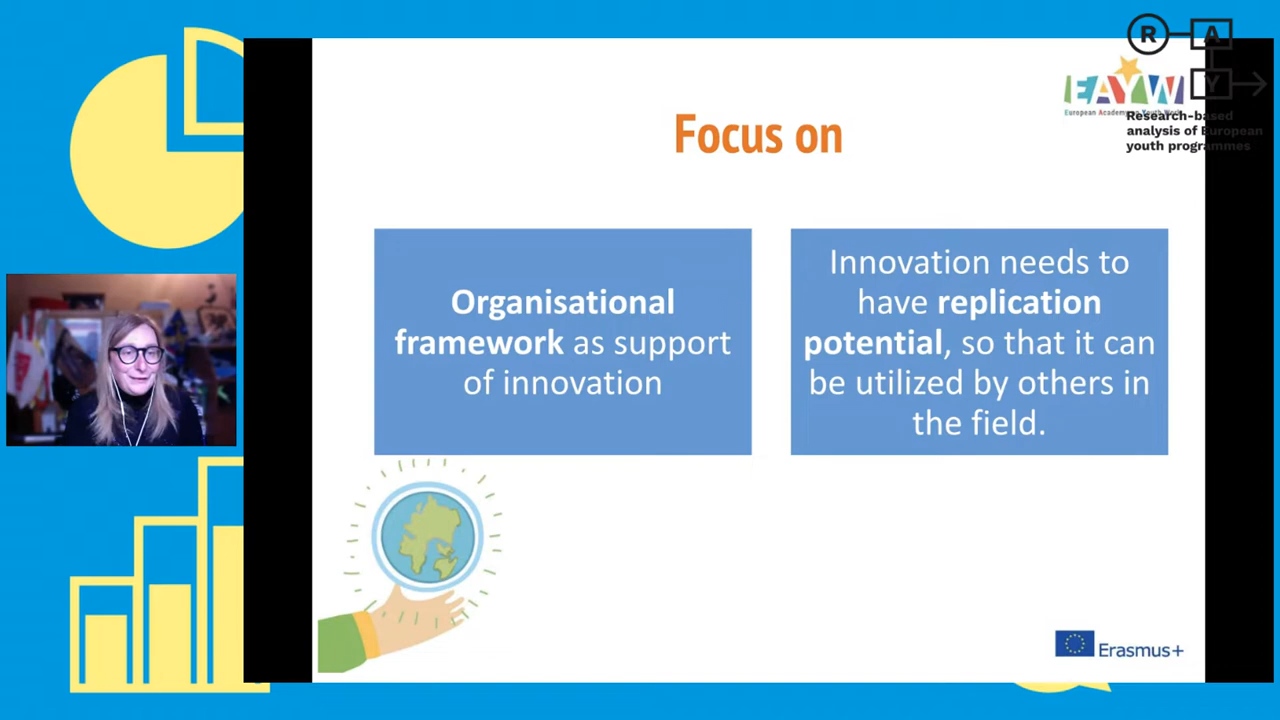 R A
Y
EAYW
European Academy on Youth Work
Research-based
analysis of European
youth programmes
Focus on
Organisational
framework as support
of innovation
Innovation needs to
have replication
potential, so that it can
be utilized by others in
the field.
Erasmus+